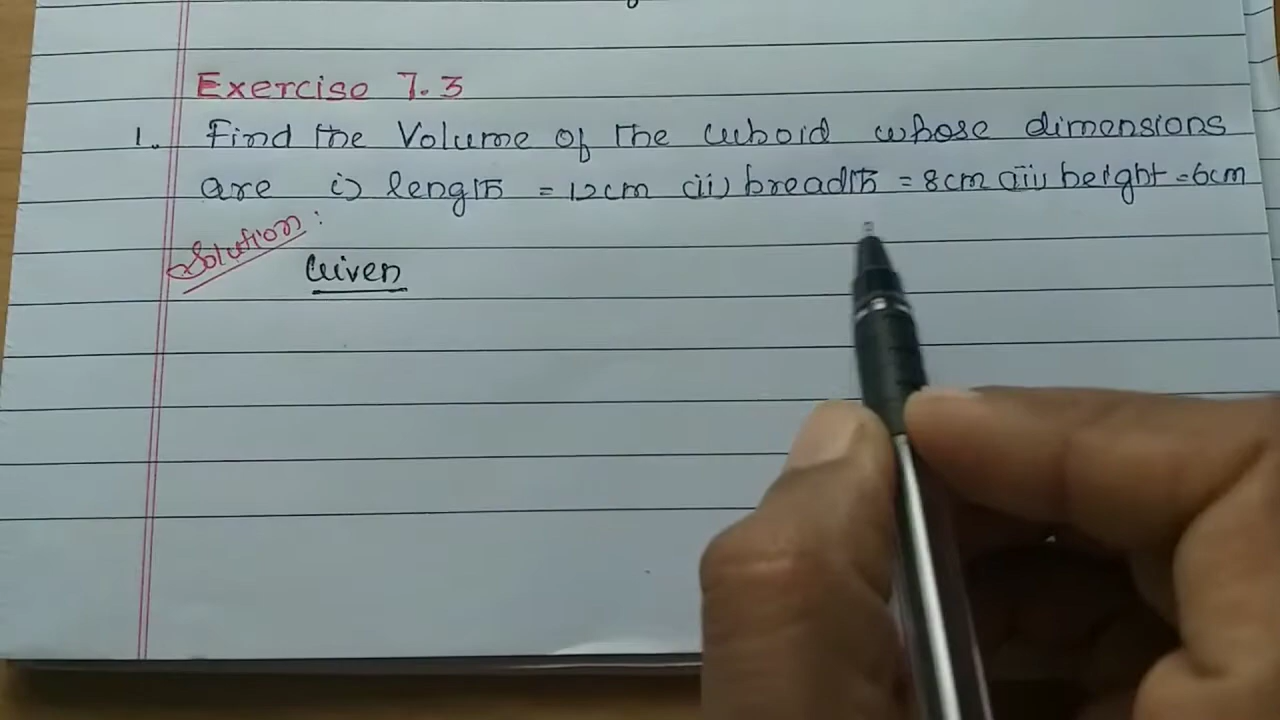 Exercise 7.3
1. Find the Volume of the cuboid whose dimensions
are i) length = 12cm (ii) breadth = 8cm (iii) height = 6cm
Solution:
Given